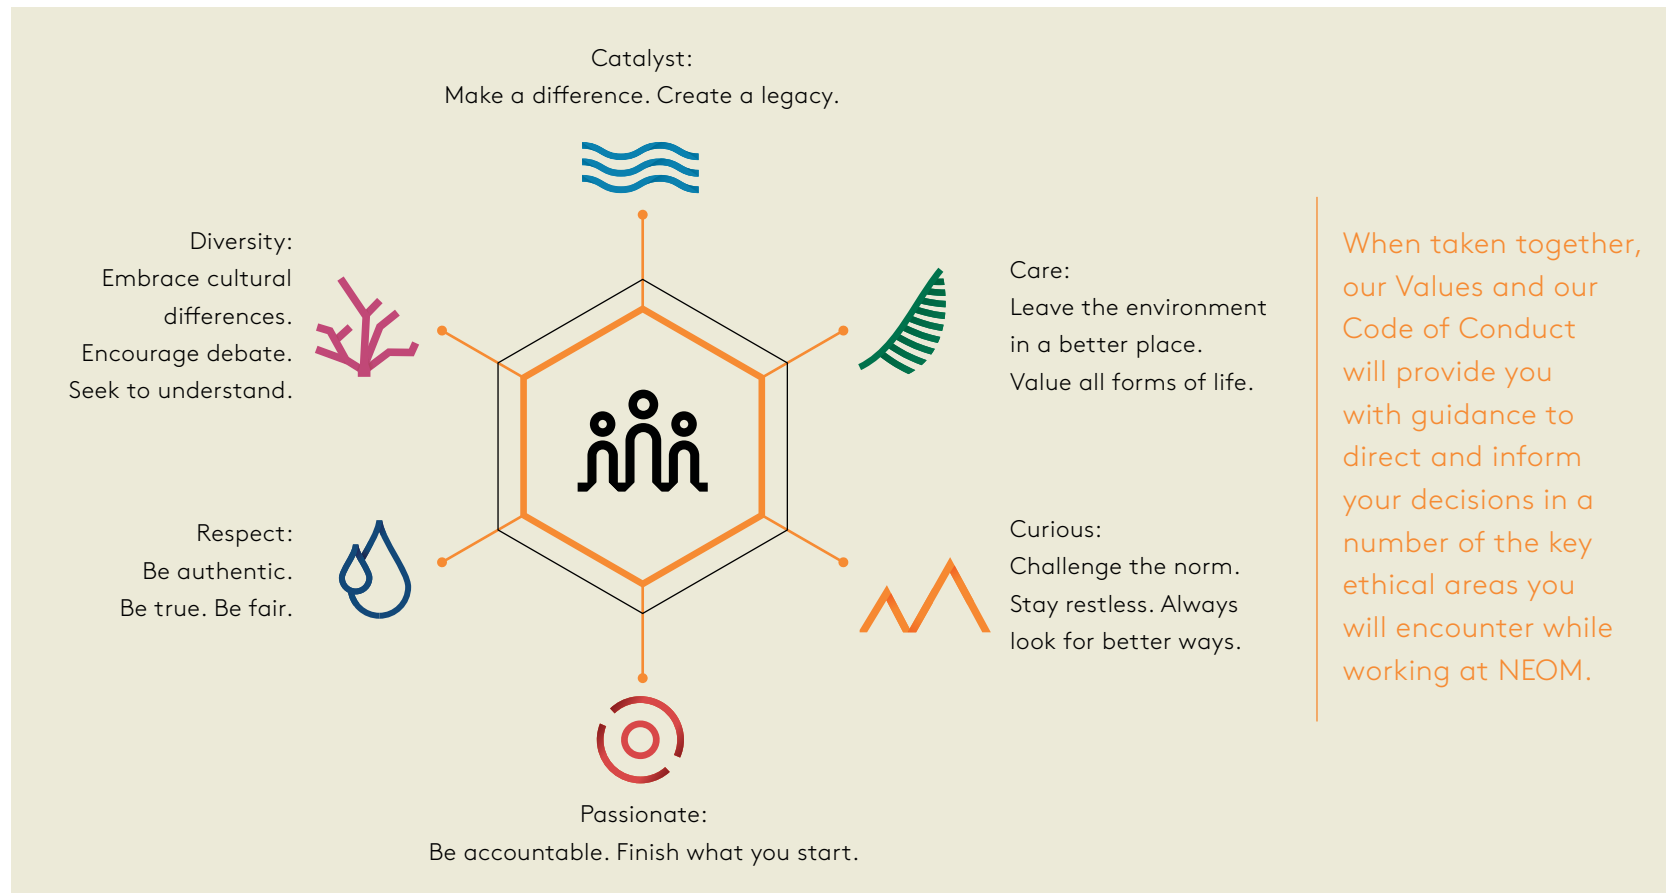 Catalyst:
Make a difference. Create a legacy.
Diversity:
Embrace cultural
differences.
Encourage debate.
Seek to understand.
Care:
Leave the environment
in a better place.
Value all forms of life.
Respect:
Be authentic.
Be true. Be fair.
Curious:
Challenge the norm.
Stay restless. Always
look for better ways.
Passionate:
Be accountable. Finish what you start.
When taken together,
our Values and our
Code of Conduct
will provide you
with guidance to
direct and inform
your decisions in a
number of the key
ethical areas you
will encounter while
working at NEOM.